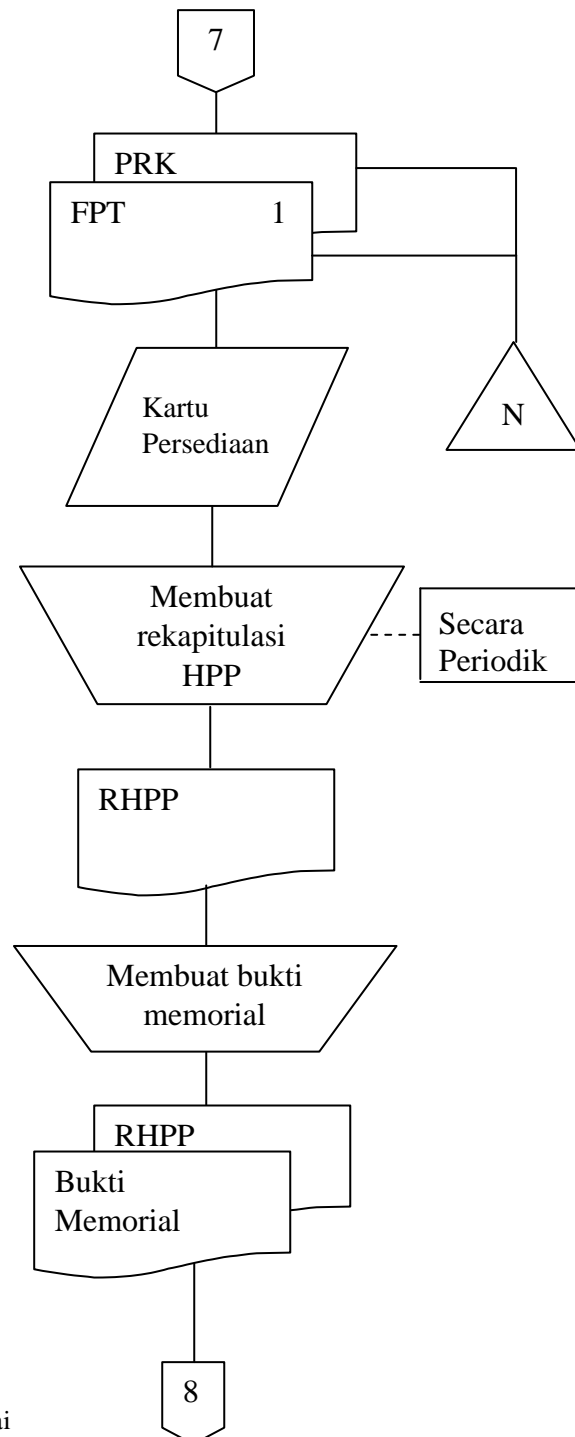 7
PRK
FPT 1
Kartu
Persediaan
N
Membuat
rekapitulasi
HPP
Secara
Periodik
RHPP
Membuat bukti
memorial
RHPP
Bukti
Memorial
8